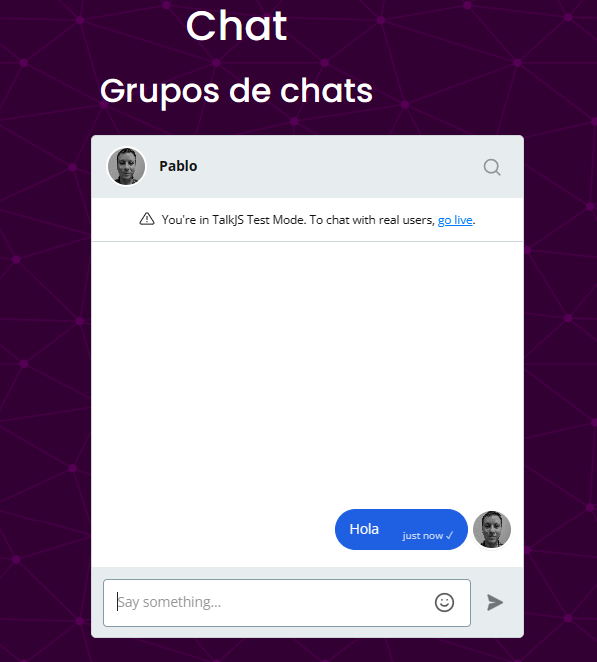 Chat
Grupos de chats
Pablo
You're in TalkJS Test Mode. To chat with real users, go live.
Hola
just now ✓
Say something...